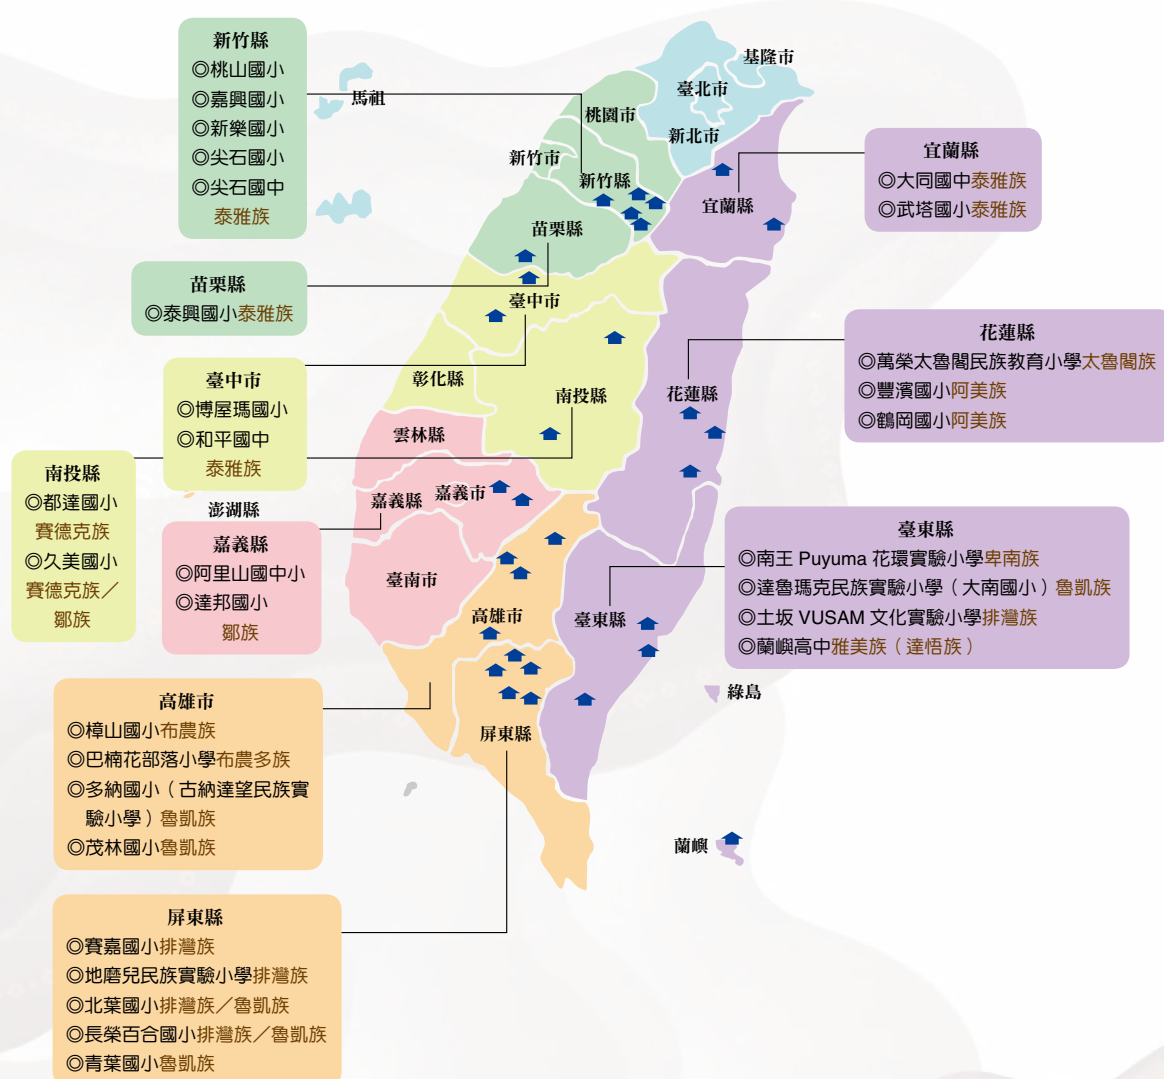 新竹縣
◎桃山國小
◎嘉興國小
◎新樂國小
◎尖石國小
◎尖石國中
泰雅族
苗栗縣
◎泰興國小泰雅族
臺中市
◎博屋瑪國小
◎和平國中
泰雅族
南投縣
◎都達國小
賽德克族
◎久美國小
賽德克族／
鄒族
嘉義縣
◎阿里山國中小
◎達邦國小
鄒族
高雄市
◎樟山國小布農族
◎巴楠花部落小學布農多族
◎多納國小（古納達望民族實
驗小學）魯凱族
◎茂林國小魯凱族
屏東縣
◎賽嘉國小排灣族
◎地磨兒民族實驗小學排灣族
◎北葉國小排灣族／魯凱族
◎長榮百合國小排灣族／魯凱族
◎青葉國小魯凱族
宜蘭縣
◎大同國中泰雅族
◎武塔國小泰雅族
花蓮縣
◎萬榮太魯閣民族教育小學太魯閣族
◎豐濱國小阿美族
◎鶴岡國小阿美族
臺東縣
◎南王 Puyuma 花環實驗小學卑南族
◎達魯瑪克民族實驗小學（大南國小）魯凱族
◎土坂 VUSAM 文化實驗小學排灣族
◎蘭嶼高中雅美族（達悟族）
馬祖
基隆市
臺北市
新北市
桃園市
新竹市
新竹縣
宜蘭縣
苗栗縣
臺中市
彰化縣
南投縣
花蓮縣
雲林縣
嘉義縣
嘉義市
澎湖縣
臺南市
高雄市
臺東縣
屏東縣
綠島
蘭嶼